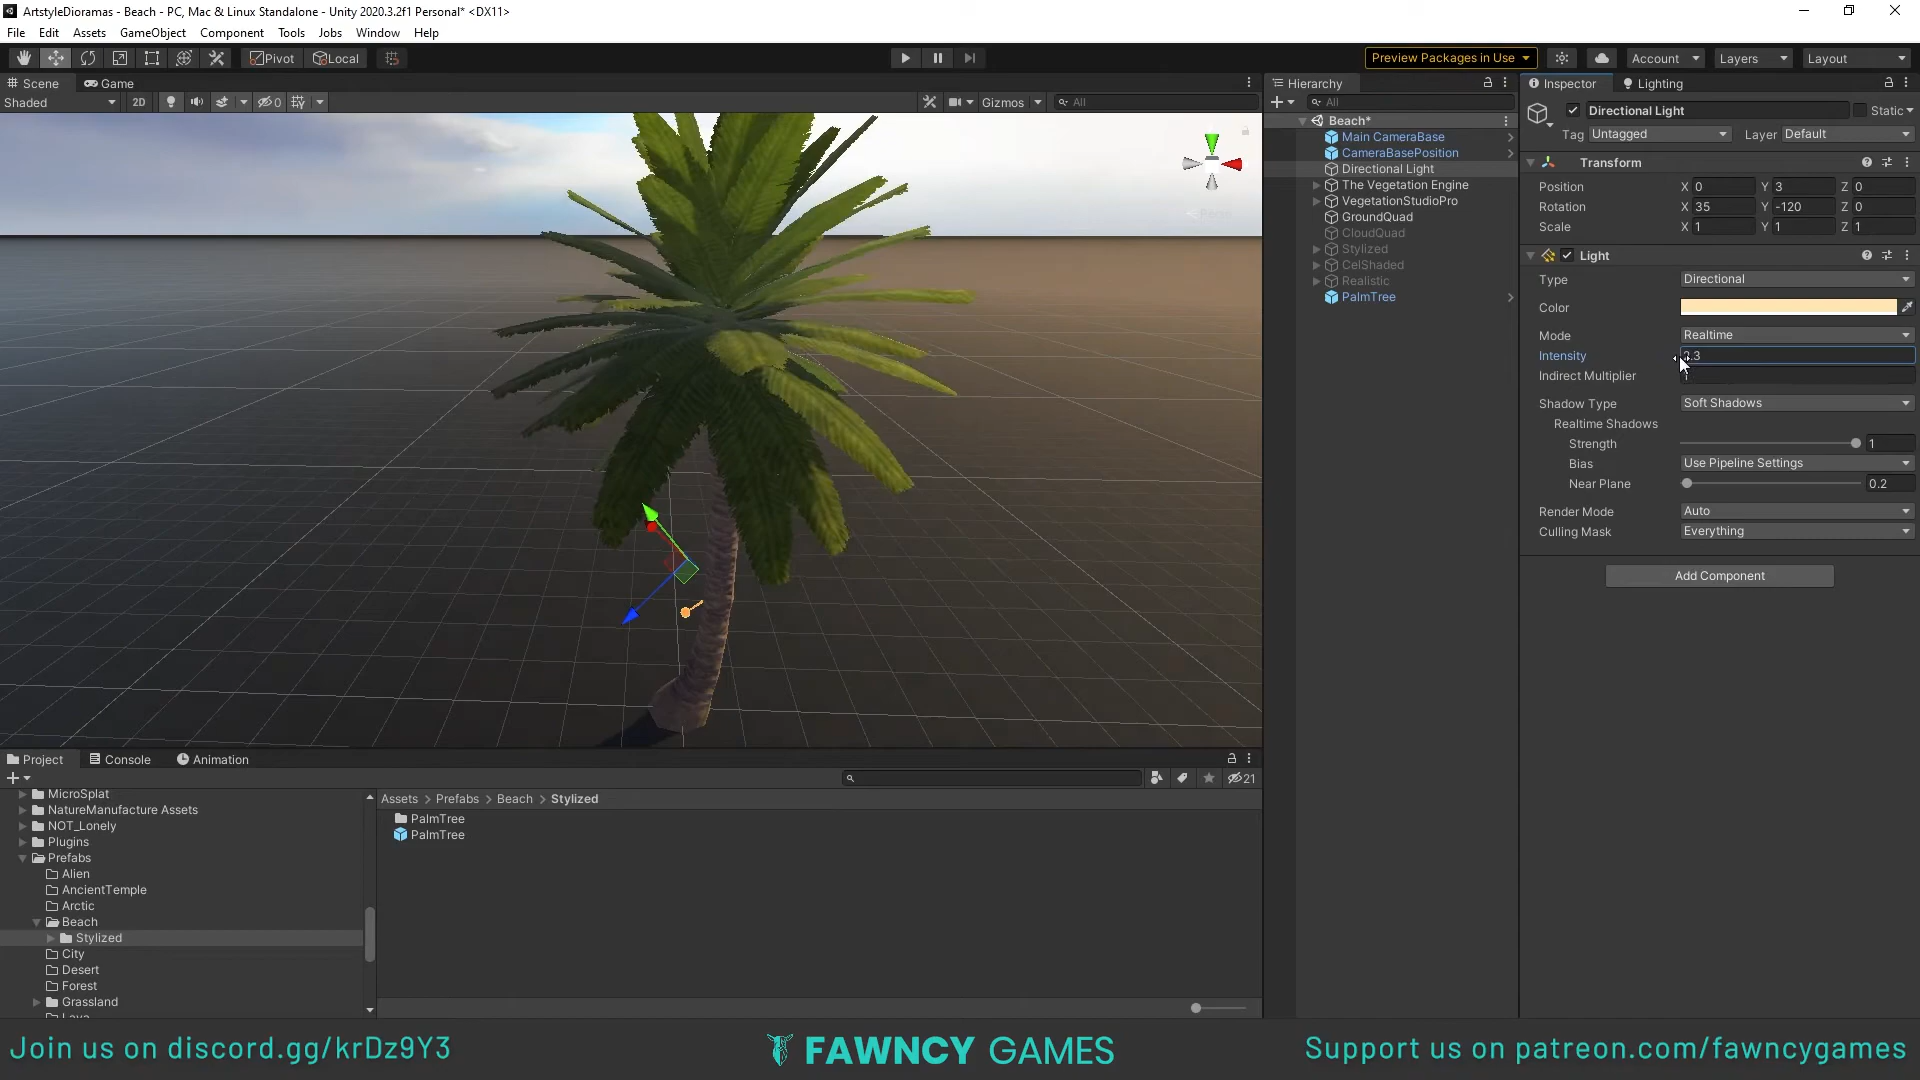 ArtstyleDioramas - Beach - PC, Mac & Linux Standalone - Unity 2020.3.2f1 Personal* <DX11>
File Edit Assets GameObject Component Tools Jobs Window Help
Pivot Local Preview Packages in Use Account Layers Layout
Scene Game
Shaded 2D 0 Gizmos All
Hierarchy
All
Beach*
Main CameraBase
CameraBasePosition
Directional Light
The Vegetation Engine
VegetationStudioPro
GroundQuad
CloudQuad
Stylized
CelShaded
Realistic
PalmTree
Inspector Lighting
Directional Light Static
Tag Untagged Layer Default
Transform
Position X 0 Y 3 Z 0
Rotation X 35 Y -120 Z 0
Scale X 1 Y 1 Z 1
Light
Type Directional
Color
Mode Realtime
Intensity
Indirect Multiplier
Shadow Type Soft Shadows
Realtime Shadows
Strength 1
Bias Use Pipeline Settings
Near Plane 0.2
Render Mode Auto
Culling Mask Everything
Add Component
Project Console Animation
21
MicroSplat
NatureManufacture Assets
NOT_Lonely
Plugins
Prefabs
Alien
AncientTemple
Arctic
Beach
Stylized
City
Desert
Forest
Grassland
Assets > Prefabs > Beach > Stylized
PalmTree
PalmTree
Join us on discord.gg/krDz9Y3
FAWNCY GAMES
Support us on patreon.com/fawncygames